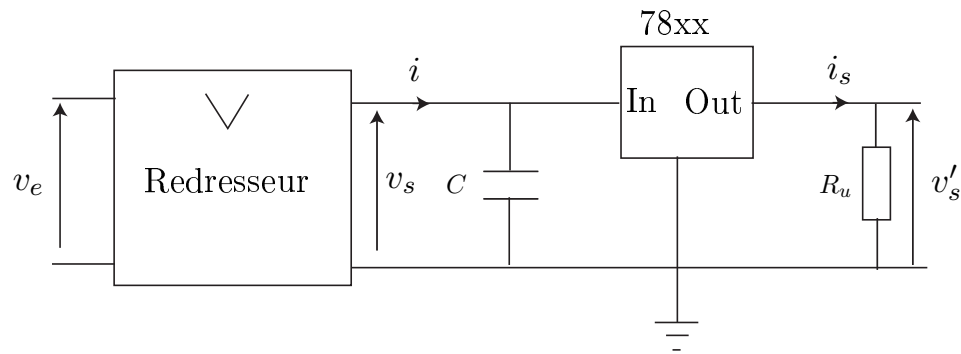 78xx
i
i_s
In Out
v_e
Redresseur
v_s
C
R_u
v'_s